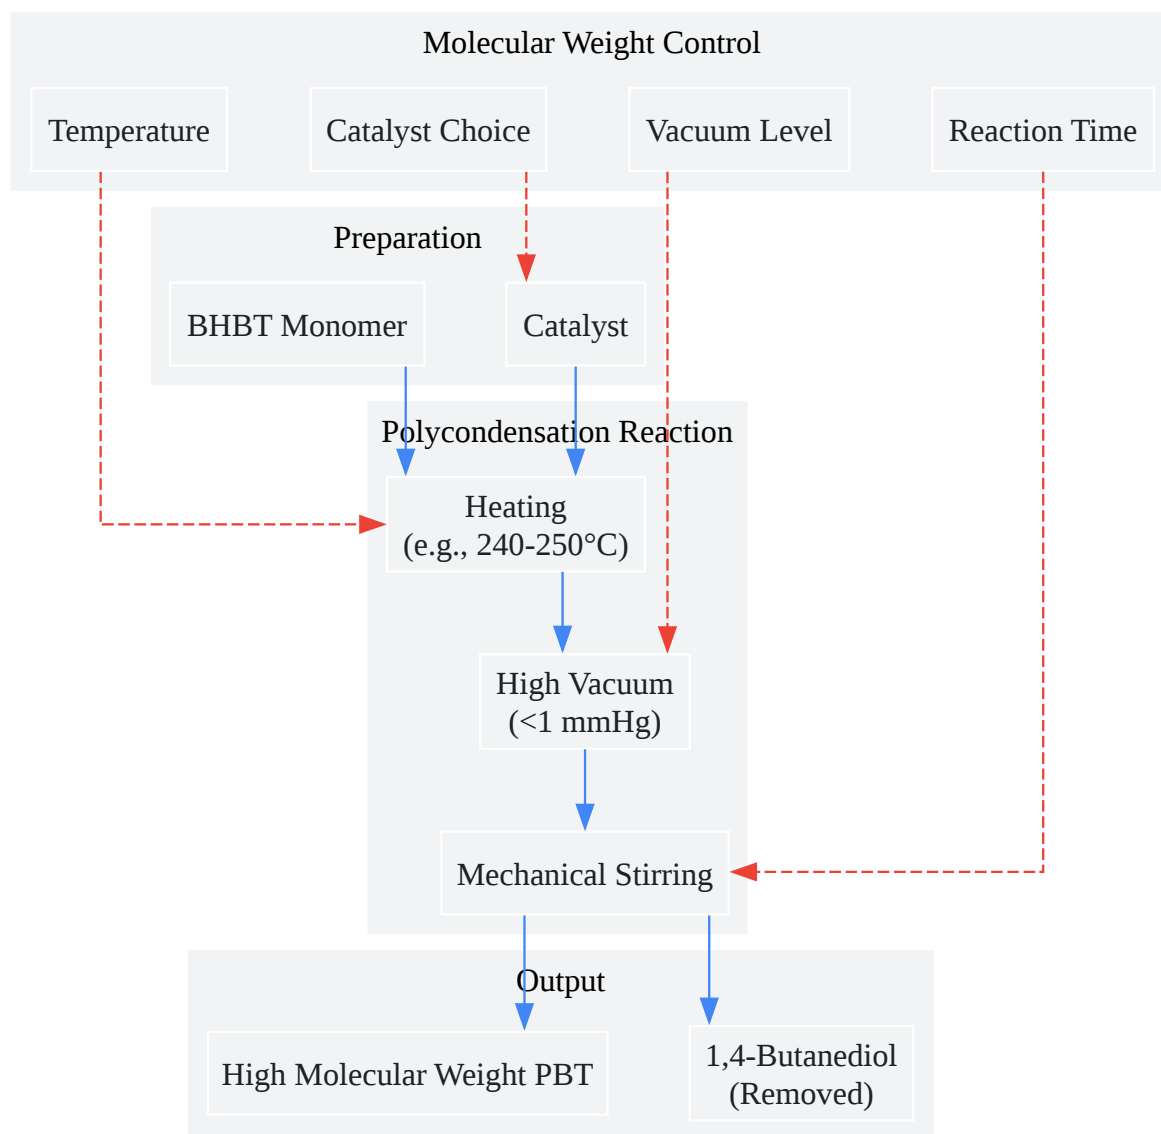 Molecular Weight Control
Temperature
Catalyst Choice
Vacuum Level
Reaction Time
Preparation
BHBT Monomer
Catalyst
Polycondensation Reaction
Heating
(e.g., 240-250°C)
High Vacuum
(<1 mmHg)
Mechanical Stirring
Output
High Molecular Weight PBT
1,4-Butanediol
(Removed)